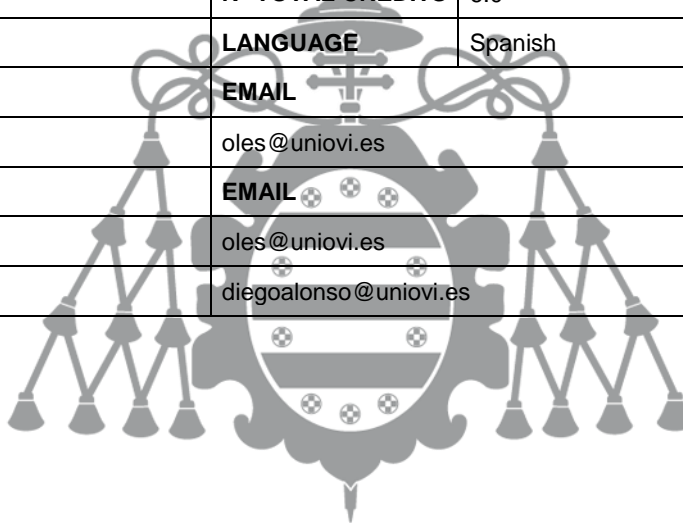 LANGUAGE Spanish
EMAIL
oles@uniovi.es
EMAIL
oles@uniovi.es
diegoalonso@uniovi.es